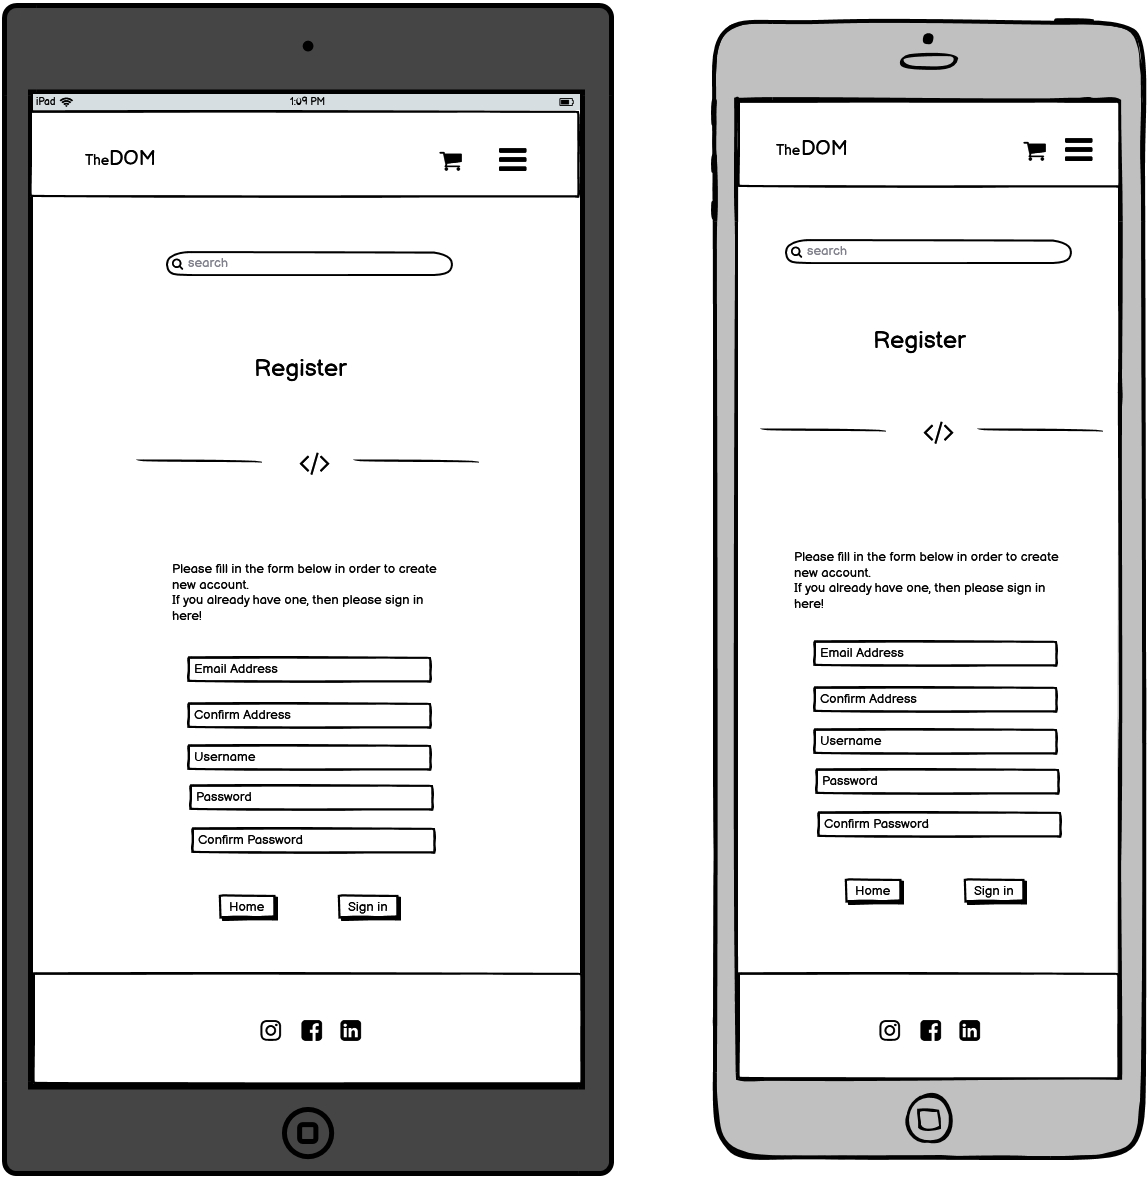 iPad 1:09 PM
TheDOM
search
Register
</>
Please fill in the form below in order to create
new account.
If you already have one, then please sign in
here!
Email Address
Confirm Address
Username
Password
Confirm Password
Home Sign in
TheDOM
search
Register
</>
Please fill in the form below in order to create
new account.
If you already have one, then please sign in
here!
Email Address
Confirm Address
Username
Password
Confirm Password
Home Sign in